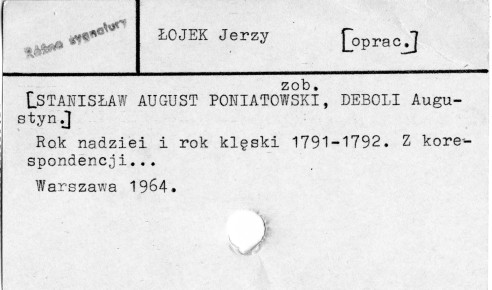 Różne sygnatury
ŁOJEK Jerzy [oprac.]
zob.
[STANISŁAW AUGUST PONIATOWSKI, DEBOLI Augu-
styn.]
Rok nadziei i rok klęski 1791-1792. Z kore-
spondencji...
Warszawa 1964.